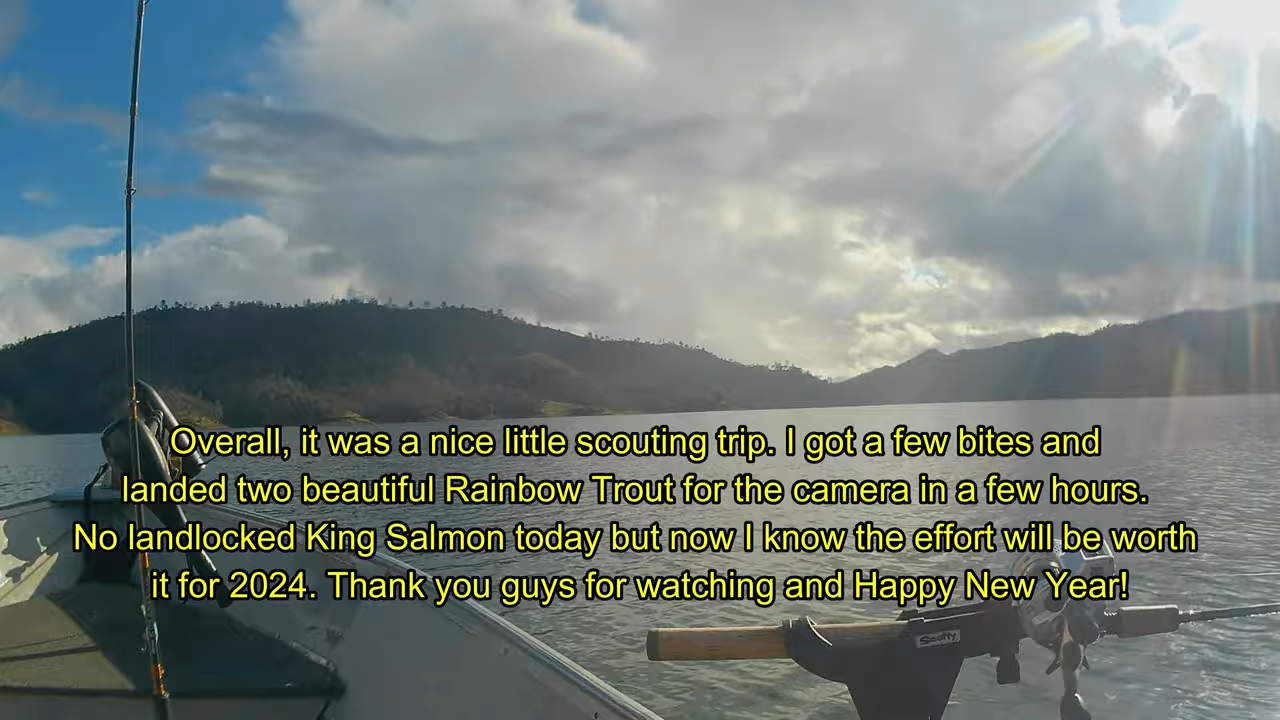 Overall, it was a nice little scouting trip. I got a few bites and
landed two beautiful Rainbow Trout for the camera in a few hours.
No landlocked King Salmon today but now I know the effort will be worth
it for 2024. Thank you guys for watching and Happy New Year!
Scotty